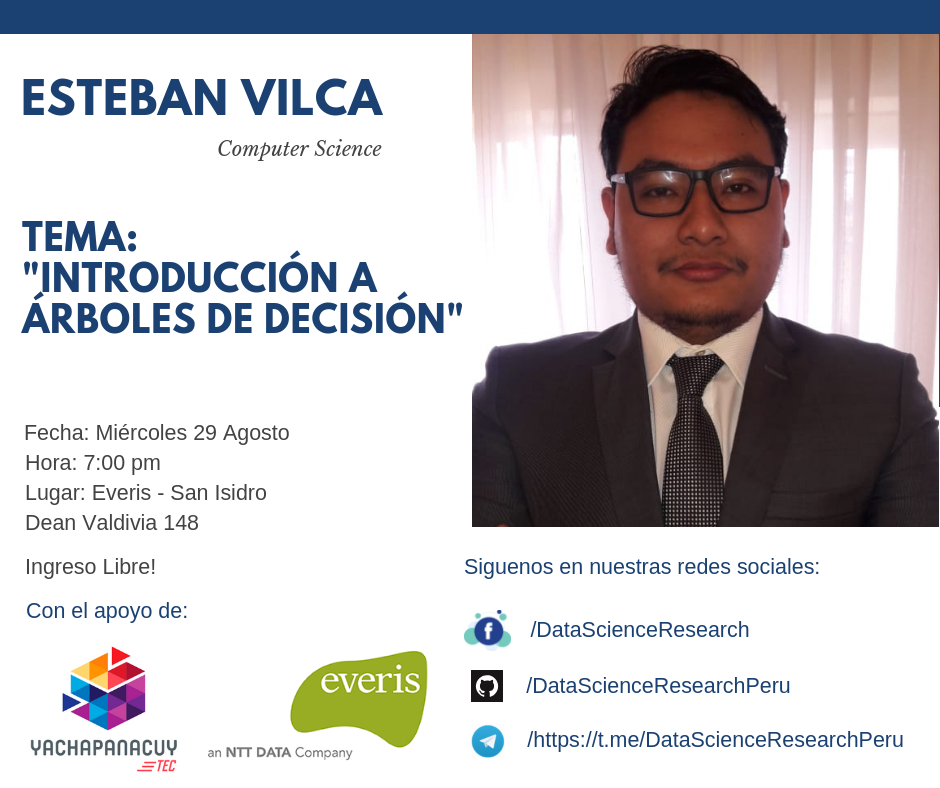 ESTEBAN VILCA
Computer Science
TEMA:
"INTRODUCCIÓN A
ÁRBOLES DE DECISIÓN"
Fecha: Miércoles 29 Agosto
Hora: 7:00 pm
Lugar: Everis - San Isidro
Dean Valdivia 148
Ingreso Libre!
Con el apoyo de:
YACHAPANACUY
TEC
everis
an NTT DATA Company
Siguenos en nuestras redes sociales:
/DataScienceResearch
/DataScienceResearchPeru
/https://t.me/DataScienceResearchPeru